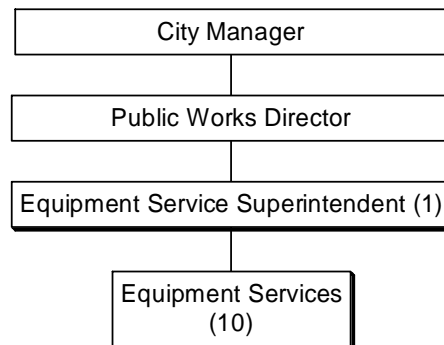 City Manager
Public Works Director
Equipment Service Superintendent (1)
Equipment Services
(10)